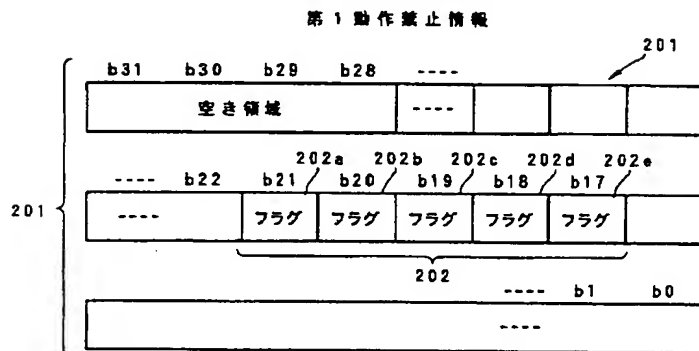 第1動作禁止情報
201
b31 b30 b29 b28 ----
空き領域 ----
202a 202b 202c 202d 202e
---- b22 b21 b20 b19 b18 b17
201
---- フラグ フラグ フラグ フラグ フラグ
202
---- b1 b0
----